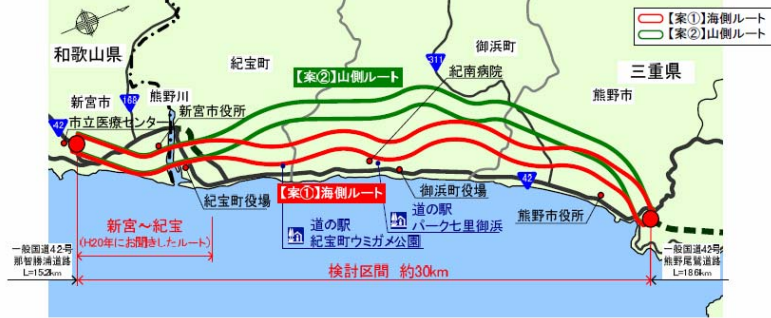 【案①】海側ルート
【案②】山側ルート
和歌山県
紀宝町
御浜町
三重県
311
【案②】山側ルート
紀南病院
新宮市
168
熊野川
熊野市
新宮市役所
42
市立医療センター
42
紀宝町役場
【案①】海側ルート
御浜町役場
熊野市役所
道の駅
紀宝町ウミガメ公園
道の駅
パーク七里御浜
新宮～紀宝
(H20年にお聞きしたルート)
一般国道42号
那智勝浦道路
L=15.2km
検討区間 約30km
一般国道42号
熊野尾鷲道路
L=18.6km